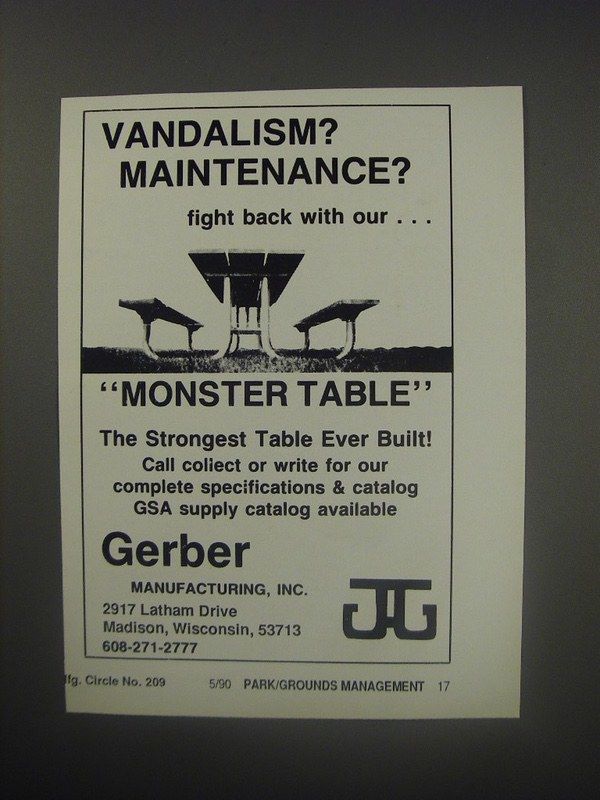 VANDALISM?
MAINTENANCE?
fight back with our . . .
"MONSTER TABLE"
The Strongest Table Ever Built!
Call collect or write for our
complete specifications & catalog
GSA supply catalog available
Gerber
MANUFACTURING, INC.
2917 Latham Drive
Madison, Wisconsin, 53713
608-271-2777
JG
fg. Circle No. 209 5/90 PARK/GROUNDS MANAGEMENT 17